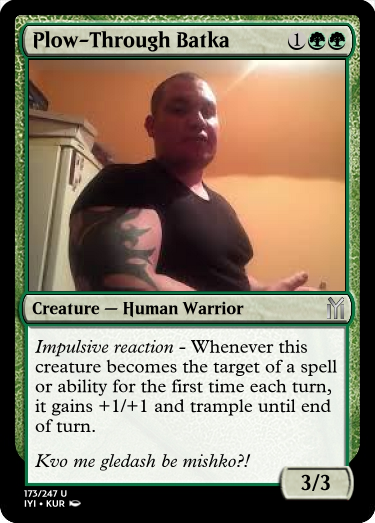 Plow-Through Batka 1
Creature — Human Warrior
Impulsive reaction - Whenever this
creature becomes the target of a spell
or ability for the first time each turn,
it gains +1/+1 and trample until end
of turn.
Kvo me gledash be mishko?!
3/3
173/247 U
IYI • KUR